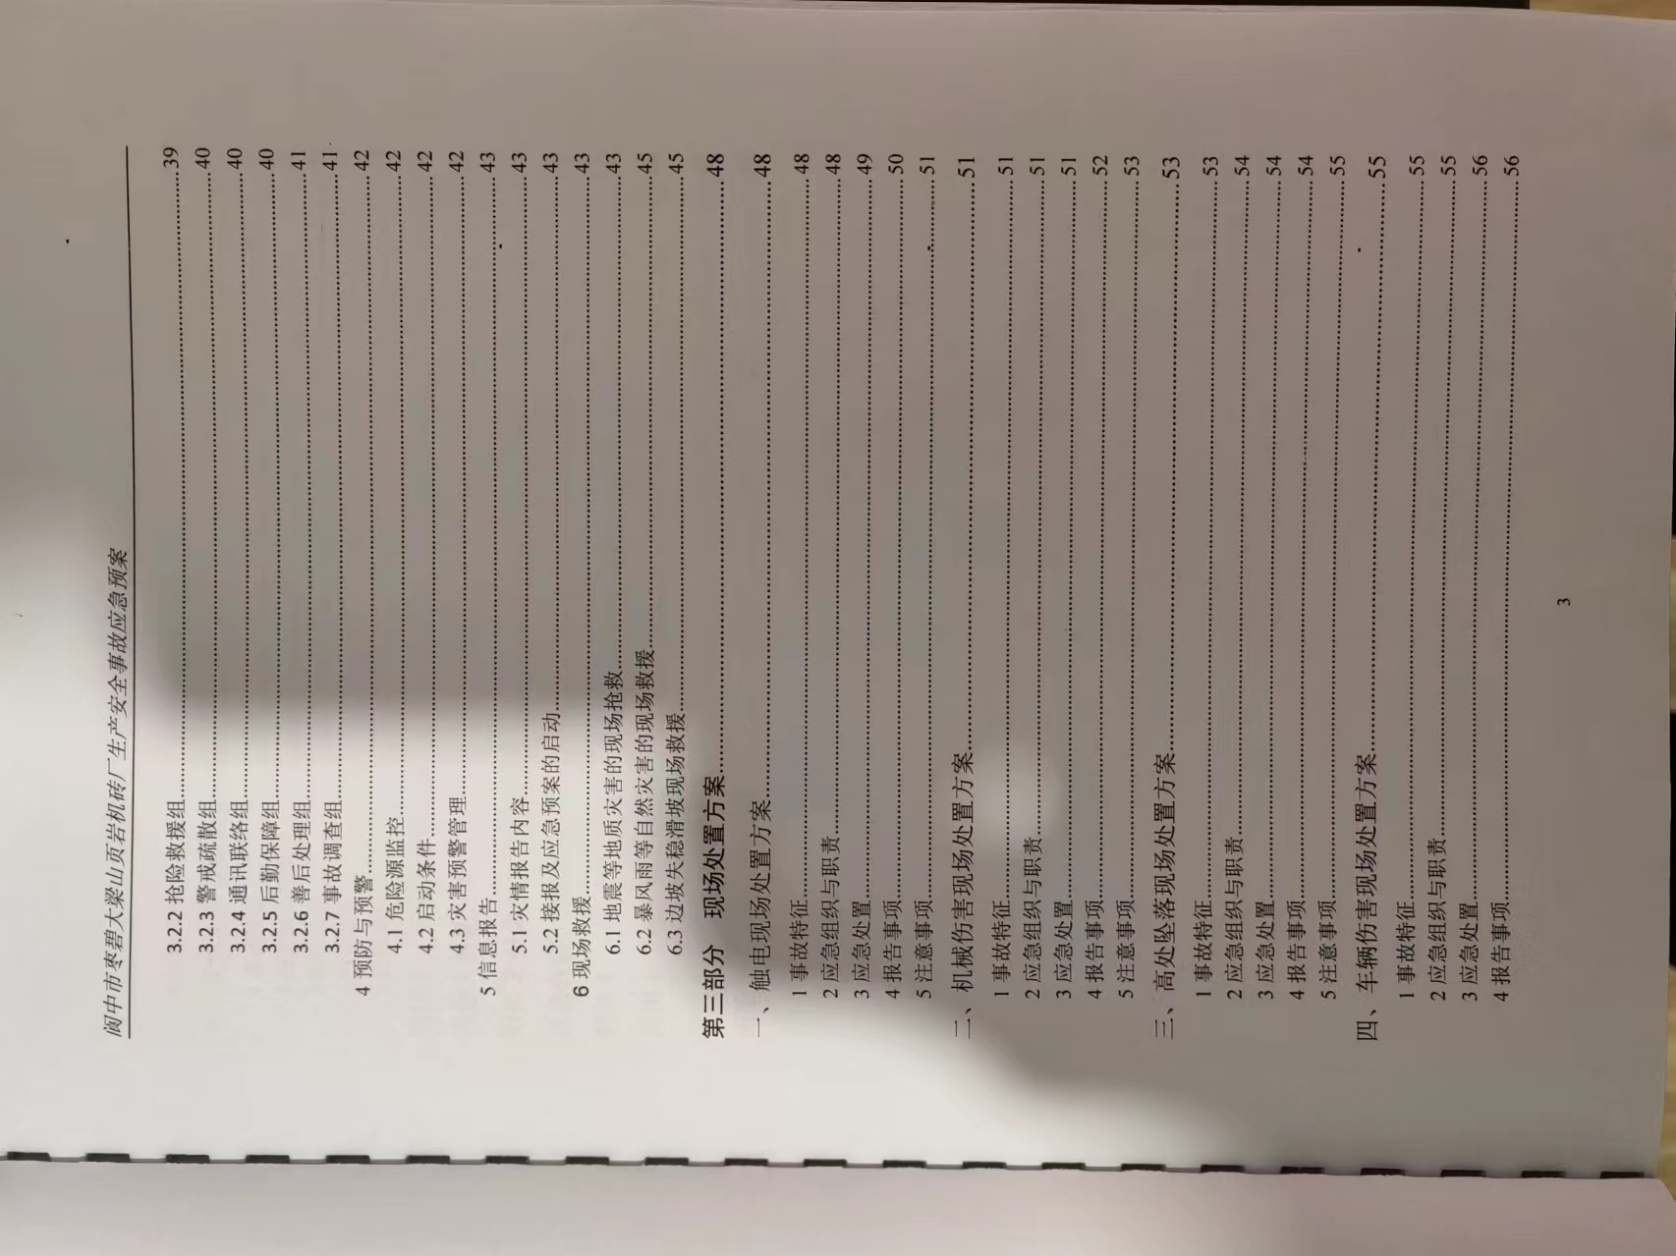 阆中市枣碧大梁山页岩机砖厂生产安全事故应急预案
3.2.2 抢险救援组........39
3.2.3 警戒疏散组........40
3.2.4 通讯联络组........40
3.2.5 后勤保障组........40
3.2.6 善后处理组........41
3.2.7 事故调查组........41
4 预防与预警........42
4.1 危险源监控........42
4.2 启动条件........42
4.3 灾害预警管理........42
5 信息报告........43
5.1 灾情报告内容........43
5.2 接报及应急预案的启动........43
6 现场救援........43
6.1 地震等地质灾害的现场抢救........43
6.2 暴风雨等自然灾害的现场救援........45
6.3 边坡失稳滑坡现场救援........45
第三部分 现场处置方案........48
一、触电现场处置方案........48
1 事故特征........48
2 应急组织与职责........48
3 应急处置........49
4 报告事项........50
5 注意事项........51
二、机械伤害现场处置方案........51
1 事故特征........51
2 应急组织与职责........51
3 应急处置........51
4 报告事项........52
5 注意事项........53
三、高处坠落现场处置方案........53
1 事故特征........53
2 应急组织与职责........54
3 应急处置........54
4 报告事项........54
5 注意事项........55
四、车辆伤害现场处置方案........55
1 事故特征........55
2 应急组织与职责........55
3 应急处置........56
4 报告事项........56
3